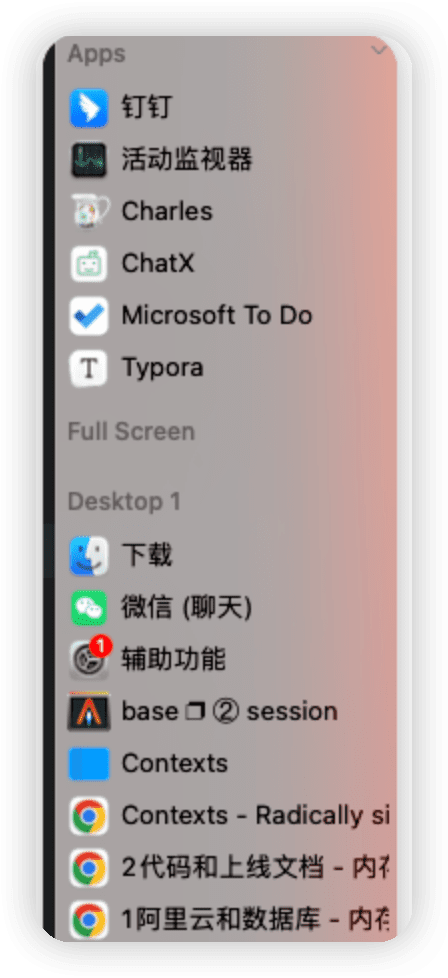 Apps
钉钉
活动监视器
Charles
ChatX
Microsoft To Do
T Typora
Full Screen
Desktop 1
下载
微信 (聊天)
1
辅助功能
base ❐ ② session
Contexts
Contexts - Radically si
2代码和上线文档 - 内存
1阿里云和数据库 - 内存